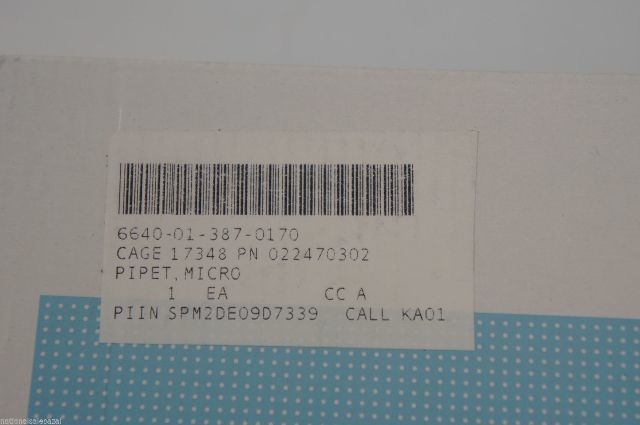 6640-01-387-0170
CAGE 17348 PN 022470302
PIPET, MICRO
1 EA CC A
PIIN SPM2DE09D7339 CALL KA01